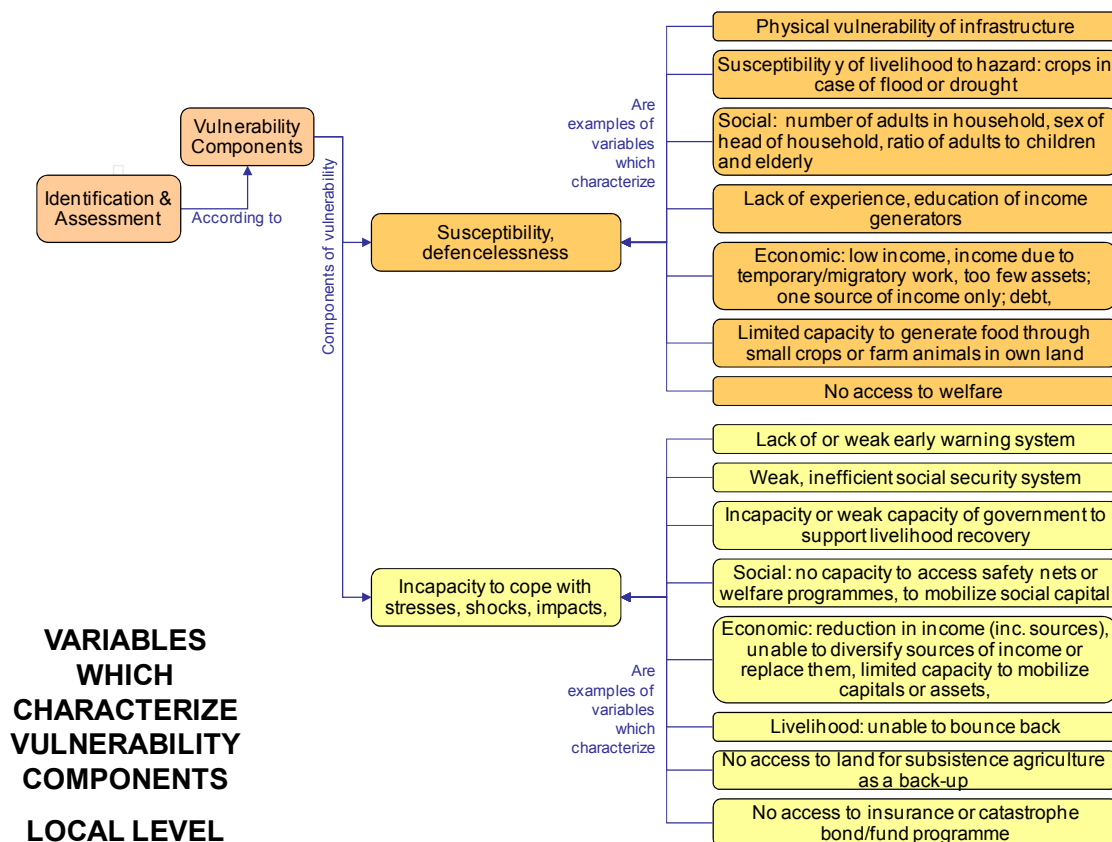 Identification &
Assessment
According to
Vulnerability
Components
Components of vulnerability
Susceptibility,
defencelessness
Are
examples of
variables
which
characterize
Physical vulnerability of infrastructure
Susceptibility y of livelihood to hazard: crops in
case of flood or drought
Social: number of adults in household, sex of
head of household, ratio of adults to children
and elderly
Lack of experience, education of income
generators
Economic: low income, income due to
temporary/migratory work, too few assets;
one source of income only; debt,
Limited capacity to generate food through
small crops or farm animals in own land
No access to welfare
Incapacity to cope with
stresses, shocks, impacts,
Are
examples of
variables
which
characterize
Lack of or weak early warning system
Weak, inefficient social security system
Incapacity or weak capacity of government to
support livelihood recovery
Social: no capacity to access safety nets or
welfare programmes, to mobilize social capital
Economic: reduction in income (inc. sources),
unable to diversify sources of income or
replace them, limited capacity to mobilize
capitals or assets,
Livelihood: unable to bounce back
No access to land for subsistence agriculture
as a back-up
No access to insurance or catastrophe
bond/fund programme
VARIABLES
WHICH
CHARACTERIZE
VULNERABILITY
COMPONENTS
LOCAL LEVEL